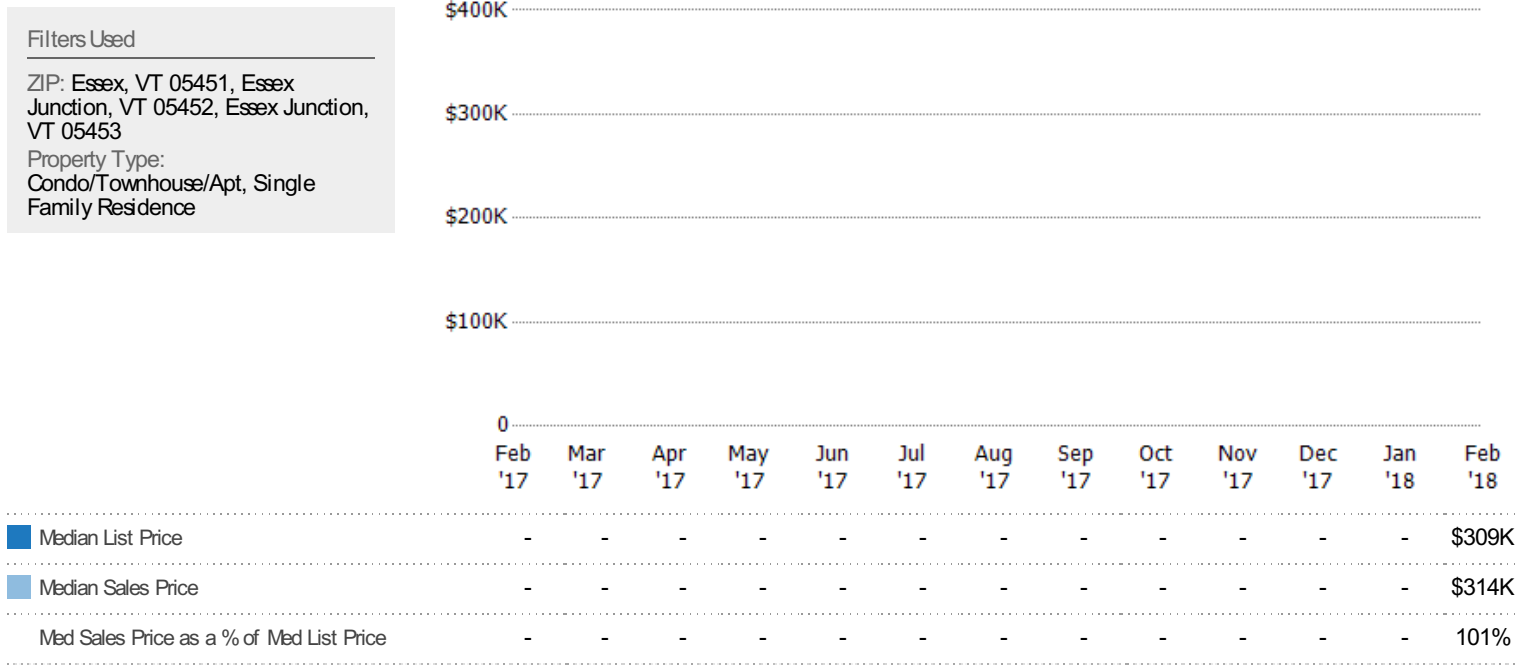 Filters Used
ZIP: Essex, VT 05451, Essex
Junction, VT 05452, Essex Junction,
VT 05453
Property Type:
Condo/Townhouse/Apt, Single
Family Residence
$400K
$300K
$200K
$100K
0
Feb Mar Apr May Jun Jul Aug Sep Oct Nov Dec Jan Feb
'17 '17 '17 '17 '17 '17 '17 '17 '17 '17 '17 '18 '18
Median List Price - - - - - - - - - - - - $309K
Median Sales Price - - - - - - - - - - - - $314K
Med Sales Price as a % of Med List Price - - - - - - - - - - - - 101%